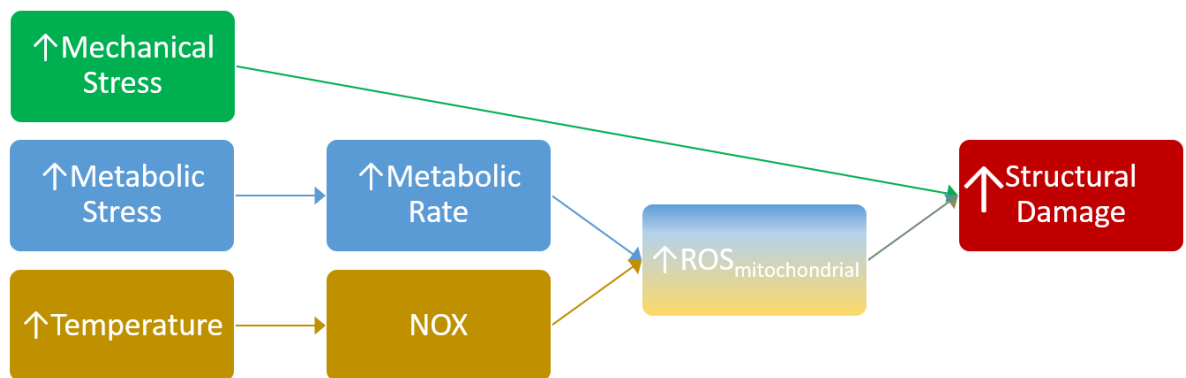 ↑Mechanical
Stress
↑Metabolic
Stress
↑Metabolic
Rate
↑Structural
Damage
↑ROSmitochondrial
↑Temperature
NOX